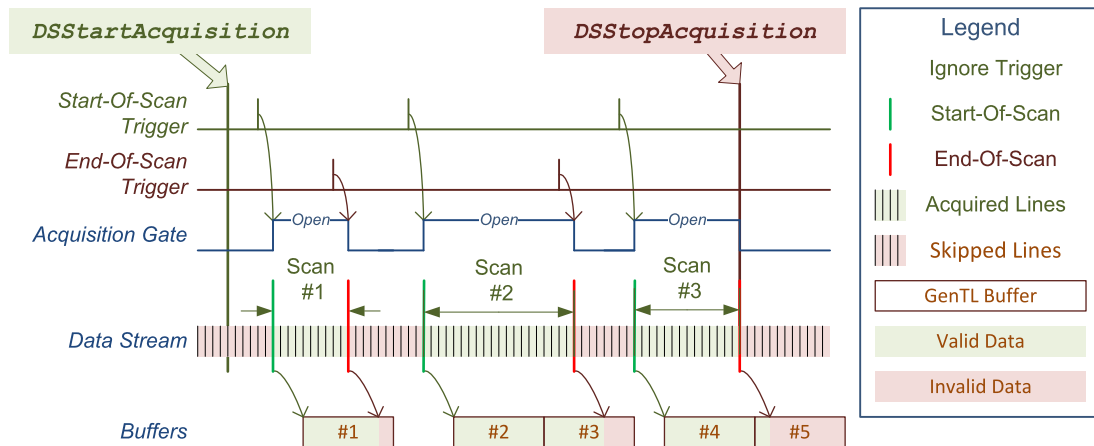 DSStartAcquisition
DSStopAcquisition
Start-Of-Scan
Trigger
End-Of-Scan
Trigger
Acquisition Gate
Open
Open
Open
Scan
#1
Scan
#2
Scan
#3
Data Stream
Buffers
#1
#2
#3
#4
#5
Legend
Ignore Trigger
Start-Of-Scan
End-Of-Scan
Acquired Lines
Skipped Lines
GenTL Buffer
Valid Data
Invalid Data